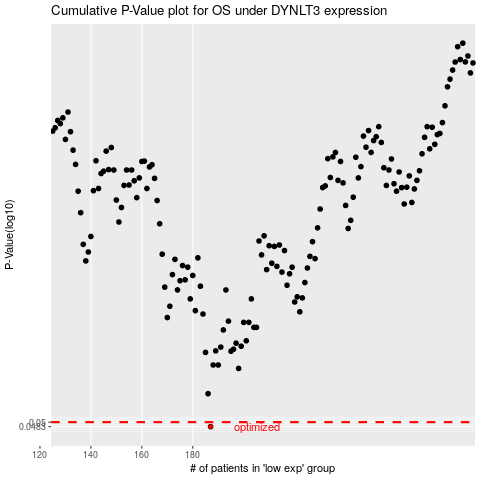 Cumulative P-Value plot for OS under DYNLT3 expression
P-Value(log10)
0.05
0.0483
optimized
120 140 160 180
# of patients in 'low exp' group